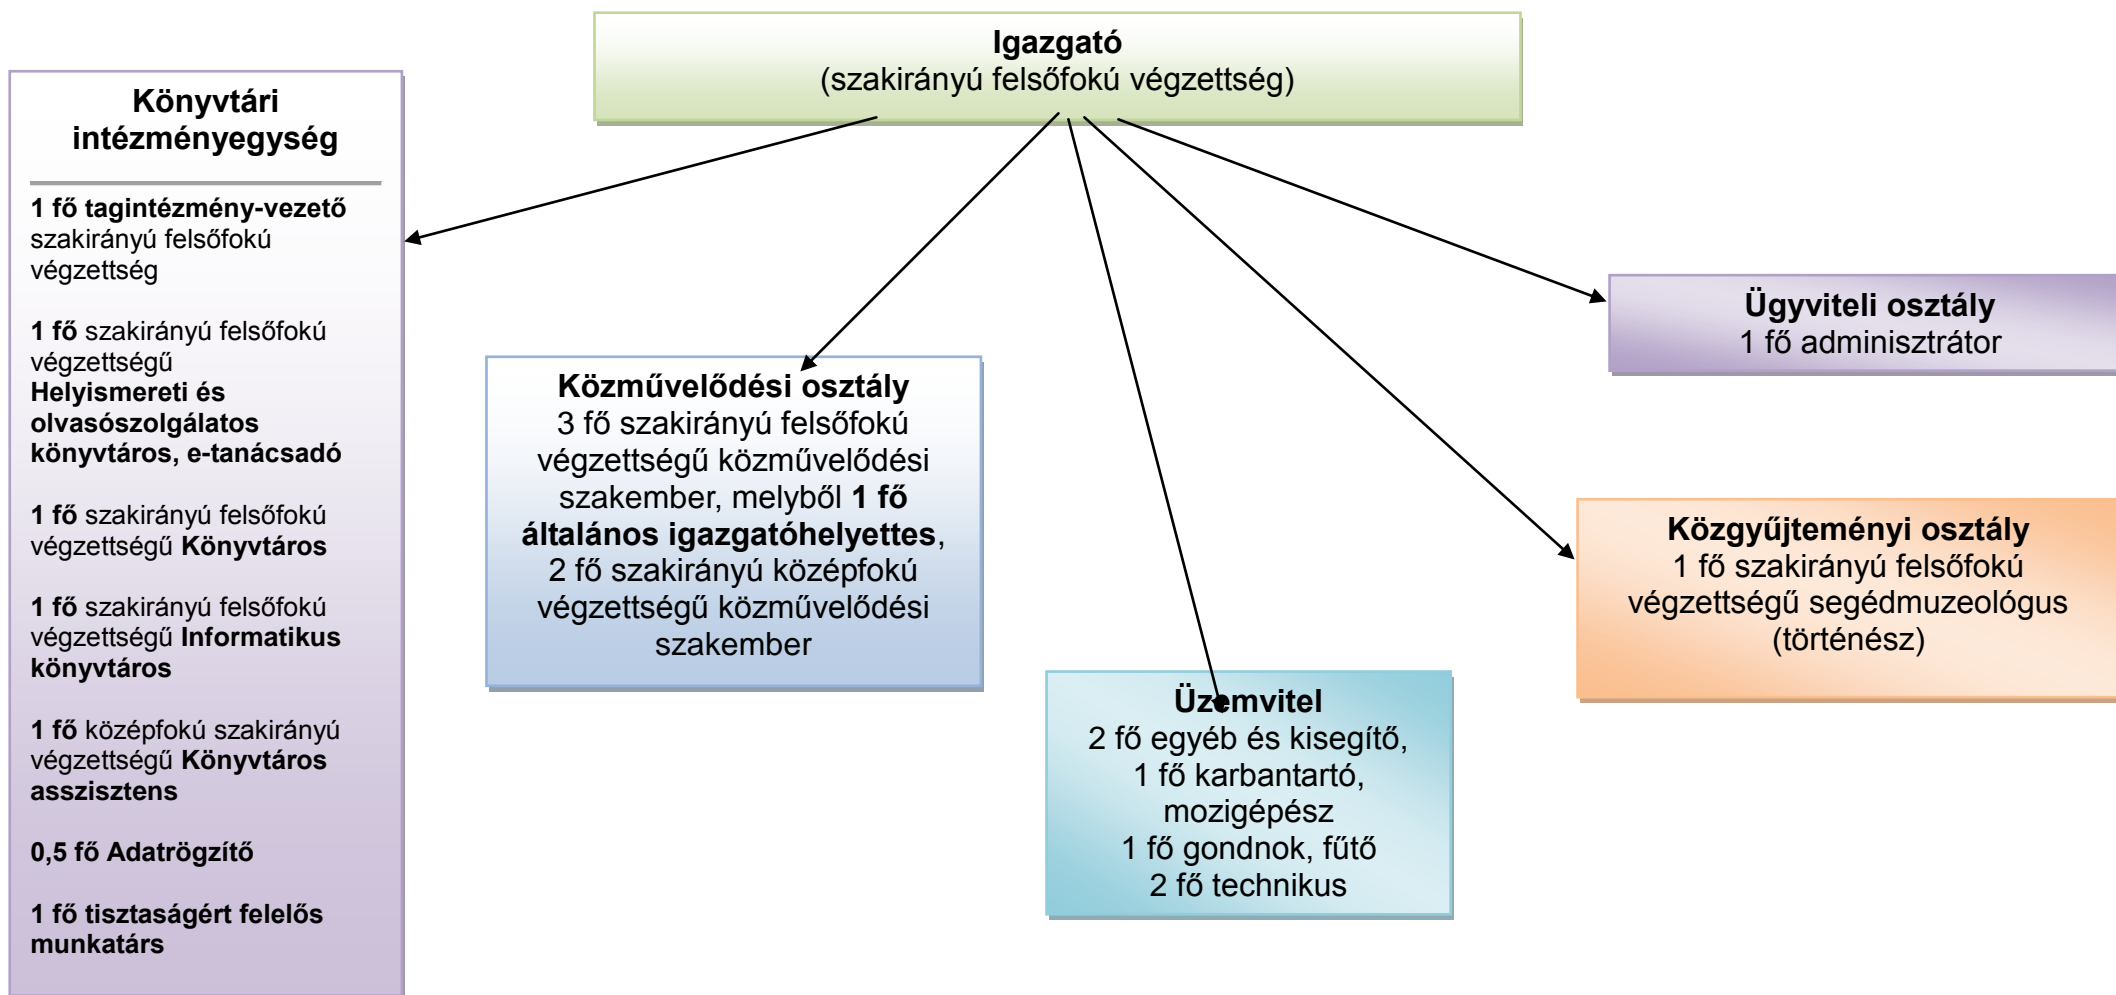 Igazgató
(szakirányú felsőfokú végzettség)
Könyvtári
intézményegység
1 fő tagintézmény-vezető
szakirányú felsőfokú
végzettség
1 fő szakirányú felsőfokú
végzettségű
Helyismereti és
olvasószolgálatos
könyvtáros, e-tanácsadó
1 fő szakirányú felsőfokú
végzettségű Könyvtáros
1 fő szakirányú felsőfokú
végzettségű Informatikus
könyvtáros
1 fő középfokú szakirányú
végzettségű Könyvtáros
asszisztens
0,5 fő Adatrögzítő
1 fő tisztaságért felelős
munkatárs
Közművelődési osztály
3 fő szakirányú felsőfokú
végzettségű közművelődési
szakember, melyből 1 fő
általános igazgatóhelyettes,
2 fő szakirányú középfokú
végzettségű közművelődési
szakember
Üzemvitel
2 fő egyéb és kisegítő,
1 fő karbantartó,
mozigépész
1 fő gondnok, fűtő
2 fő technikus
Ügyviteli osztály
1 fő adminisztrátor
Közgyűjteményi osztály
1 fő szakirányú felsőfokú
végzettségű segédmuzeológus
(történész)